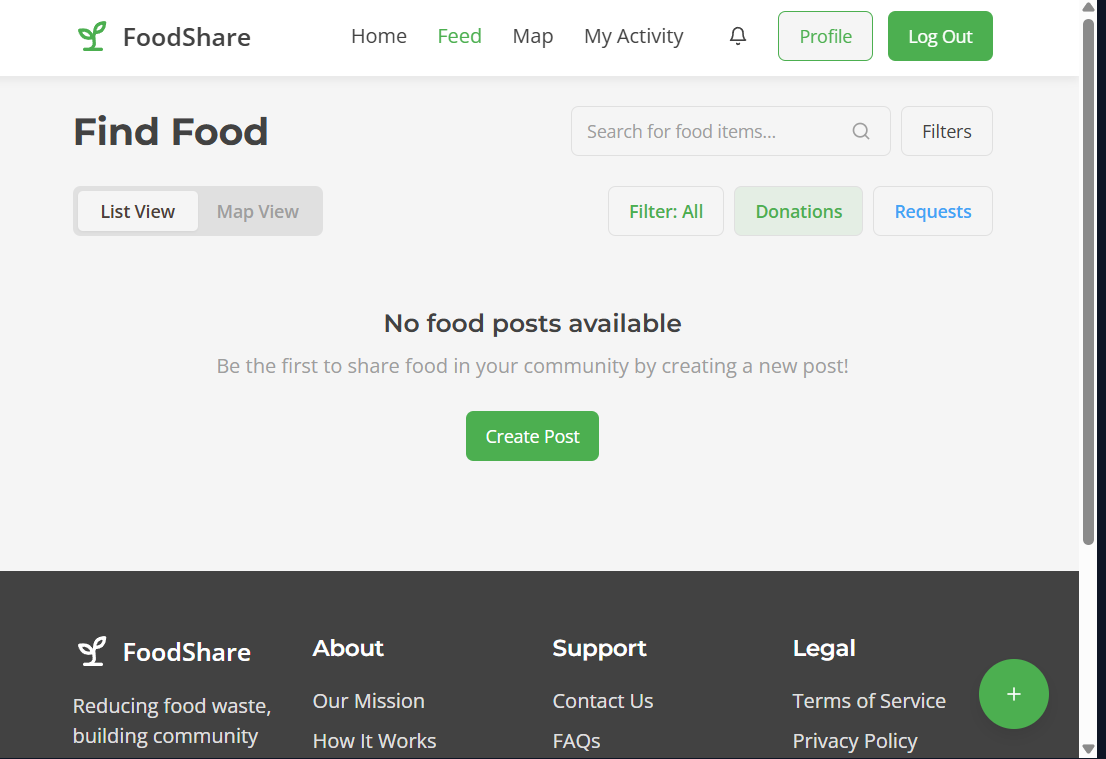 FoodShare
Home Feed Map My Activity Profile Log Out
Find Food
Search for food items...
Filters
List View Map View
Filter: All Donations Requests
No food posts available
Be the first to share food in your community by creating a new post!
Create Post
FoodShare
Reducing food waste,
building community
About
Our Mission
How It Works
Support
Contact Us
FAQs
Legal
Terms of Service
Privacy Policy
+